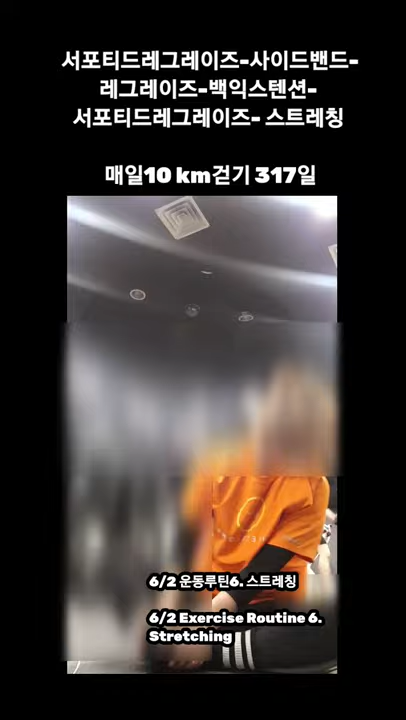 서포티드레그레이즈-사이드밴드-
레그레이즈-백익스텐션-
서포티드레그레이즈- 스트레칭
매일10 km걷기 317일
6/2 운동루틴6. 스트레칭
6/2 Exercise Routine 6.
Stretching